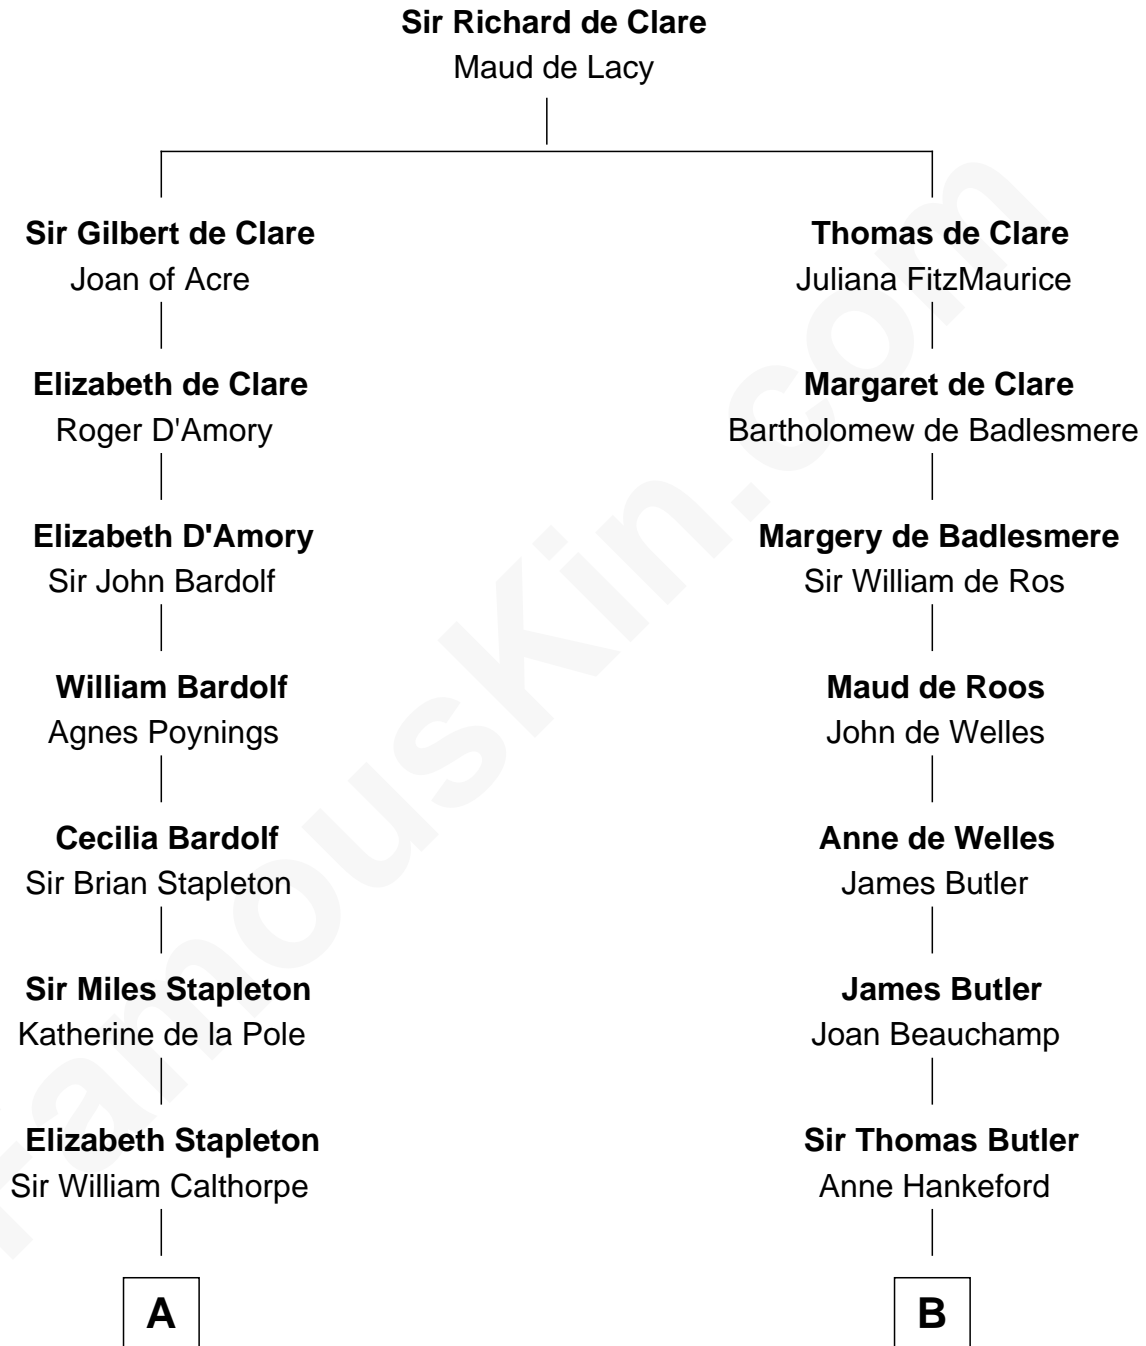 Sir Richard de Clare
Maud de Lacy
Sir Gilbert de Clare
Joan of Acre
Thomas de Clare
Juliana FitzMaurice
Elizabeth de Clare
Roger D'Amory
Margaret de Clare
Bartholomew de Badlesmere
Elizabeth D'Amory
Sir John Bardolf
Margery de Badlesmere
Sir William de Ros
William Bardolf
Agnes Poynings
Maud de Roos
John de Welles
Cecilia Bardolf
Sir Brian Stapleton
Anne de Welles
James Butler
Sir Miles Stapleton
Katherine de la Pole
James Butler
Joan Beauchamp
Elizabeth Stapleton
Sir William Calthorpe
Sir Thomas Butler
Anne Hankeford
A
B
FamousKin.com